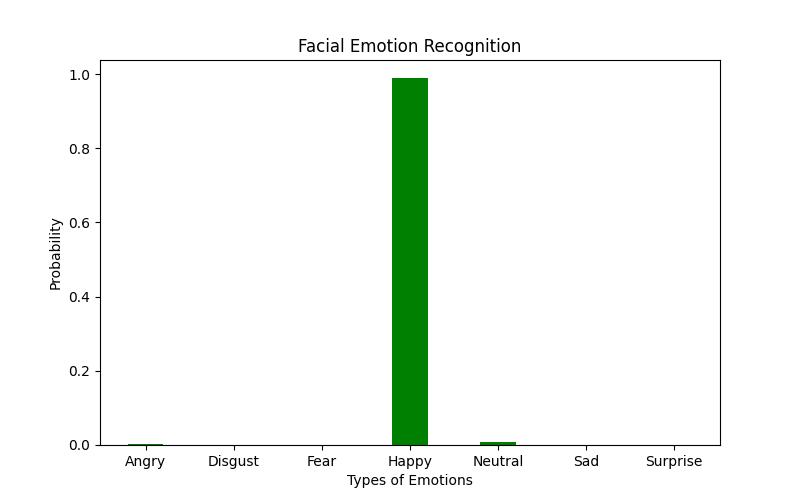 Facial Emotion Recognition
1.0
0.8
0.6
0.4
0.2
0.0
Probability
Angry Disgust Fear Happy Neutral Sad Surprise
Types of Emotions